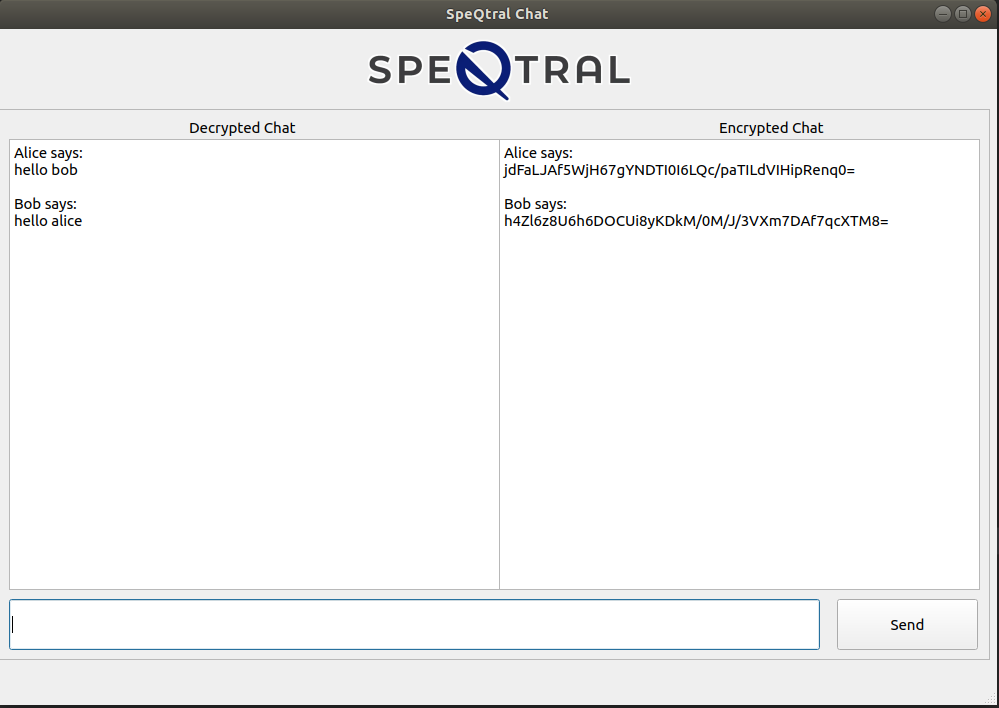 SpeQtral Chat
SPEQTRAL
Decrypted Chat
Encrypted Chat
Alice says:
hello bob
Bob says:
hello alice
Alice says:
jdFaLJAf5WjH67gYNDTI0I6LQc/paTILdVIHipRenq0=
Bob says:
h4Zl6z8U6h6DOCUi8yKDkM/0M/J/3VXm7DAf7qcXTM8=
Send